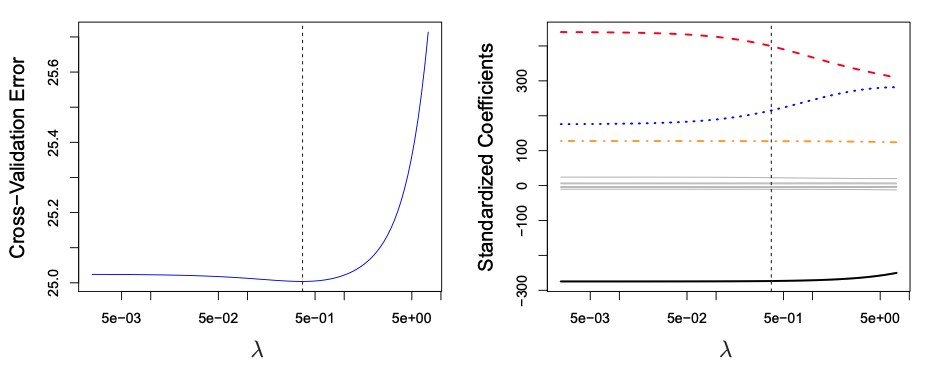 Cross−Validation Error
25.6
25.4
25.2
25.0
5e−03 5e−02 5e−01 5e+00
λ
Standardized Coefficients
300
100
0
−100
−300
5e−03 5e−02 5e−01 5e+00
λ